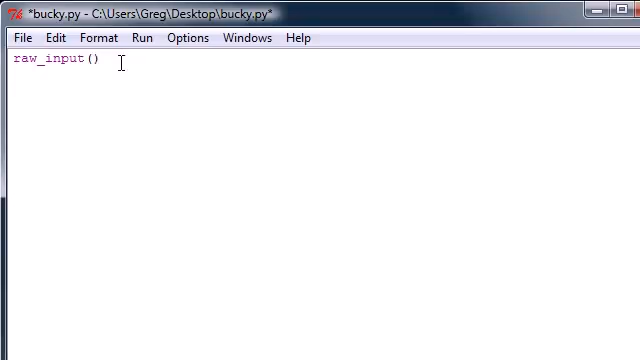 *bucky.py - C:\Users\Greg\Desktop\bucky.py*
File Edit Format Run Options Windows Help
raw_input()